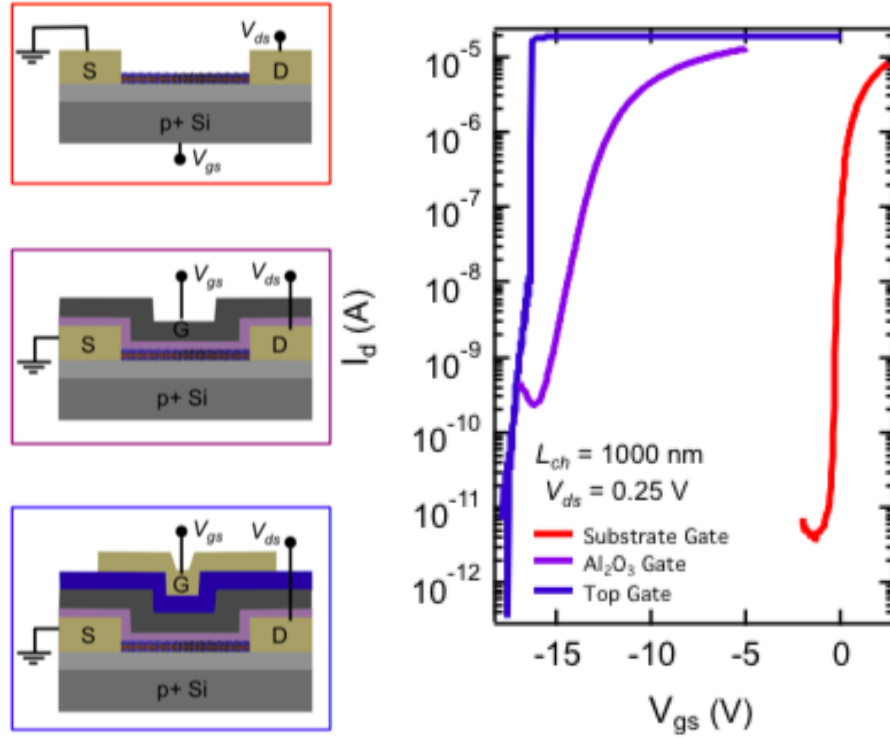 V_ds
S
D
p+ Si
V_gs
V_gs
V_ds
G
S
D
p+ Si
V_gs
V_ds
G
S
D
p+ Si
I_d (A)
10^-5
10^-6
10^-7
10^-8
10^-9
10^-10
10^-11
10^-12
L_ch = 1000 nm
V_ds = 0.25 V
Substrate Gate
Al₂O₃ Gate
Top Gate
-15 -10 -5 0
V_gs (V)